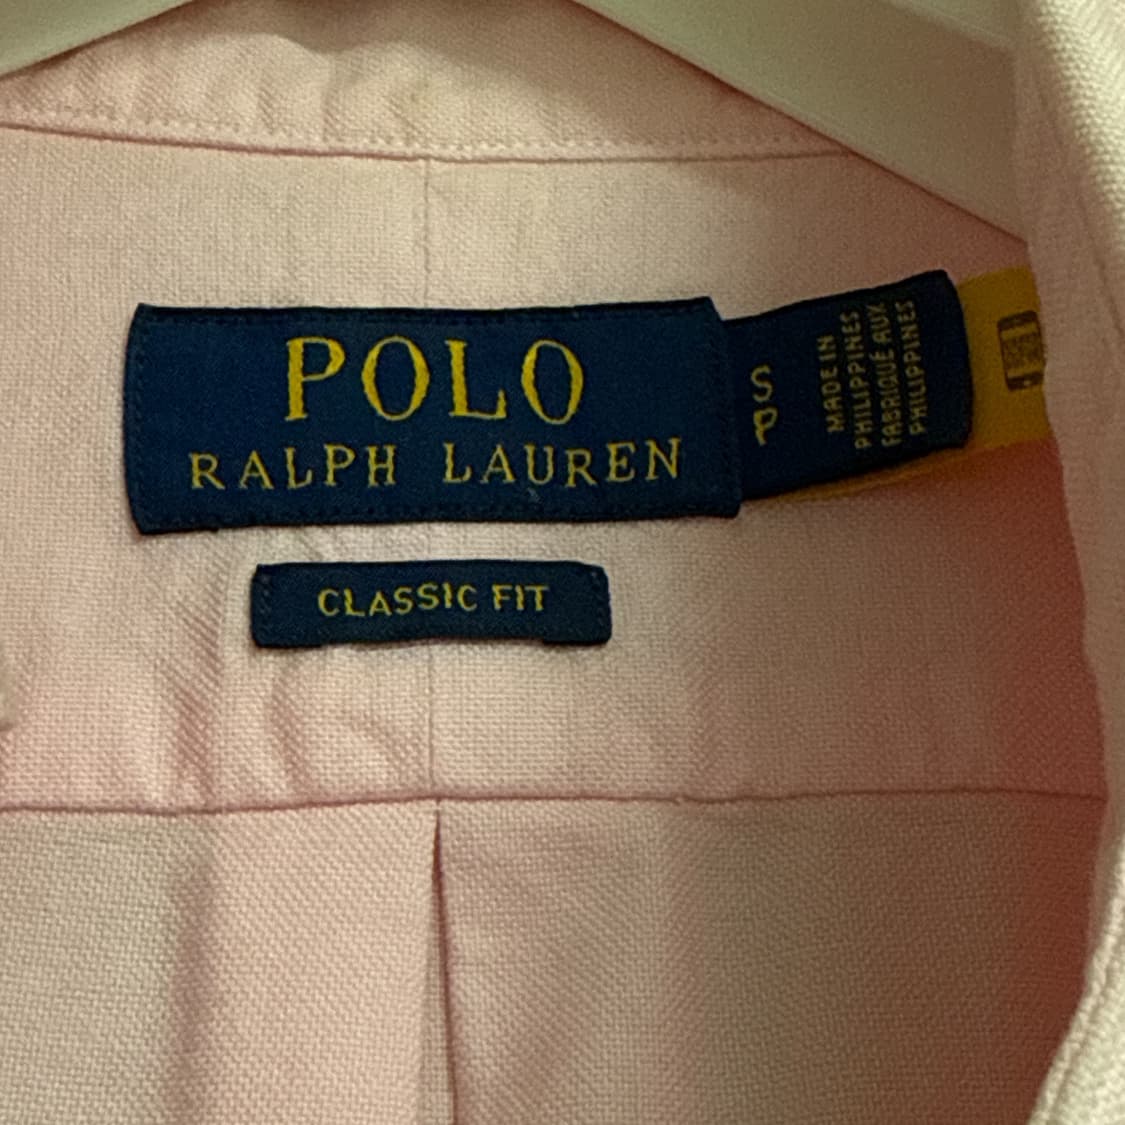 POLO
RALPH LAUREN
S
P
MADE IN
PHILIPPINES
FABRIQUÉ AUX
PHILIPPINES
CLASSIC FIT